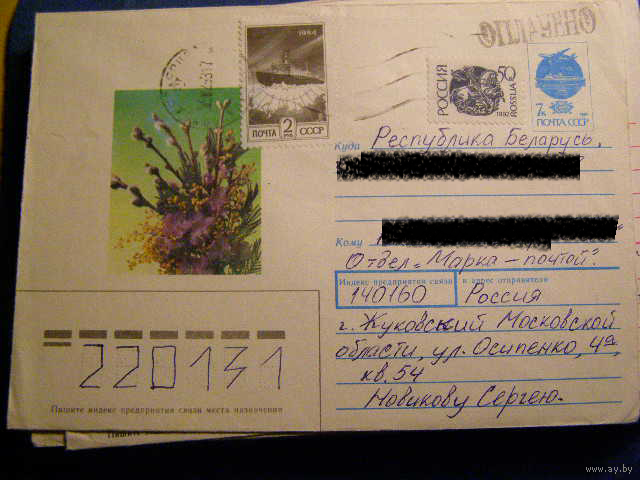 ОПЛАЧЕНО
1984
ПОЧТА 2 РУБ СССР
РОССИЯ 50 ROSSIJA
1992
7к
ПОЧТА СССР
Куда Республика Беларусь,
Кому
Отдел „Марка – почтой".
Индекс предприятия связи и адрес отправителя
140160 Россия
г. Жуковский Московской
области, ул. Осипенко, 4а,
кв. 54
Новикову Сергею.
220131
Пишите индекс предприятия связи места назначения
www.ay.by